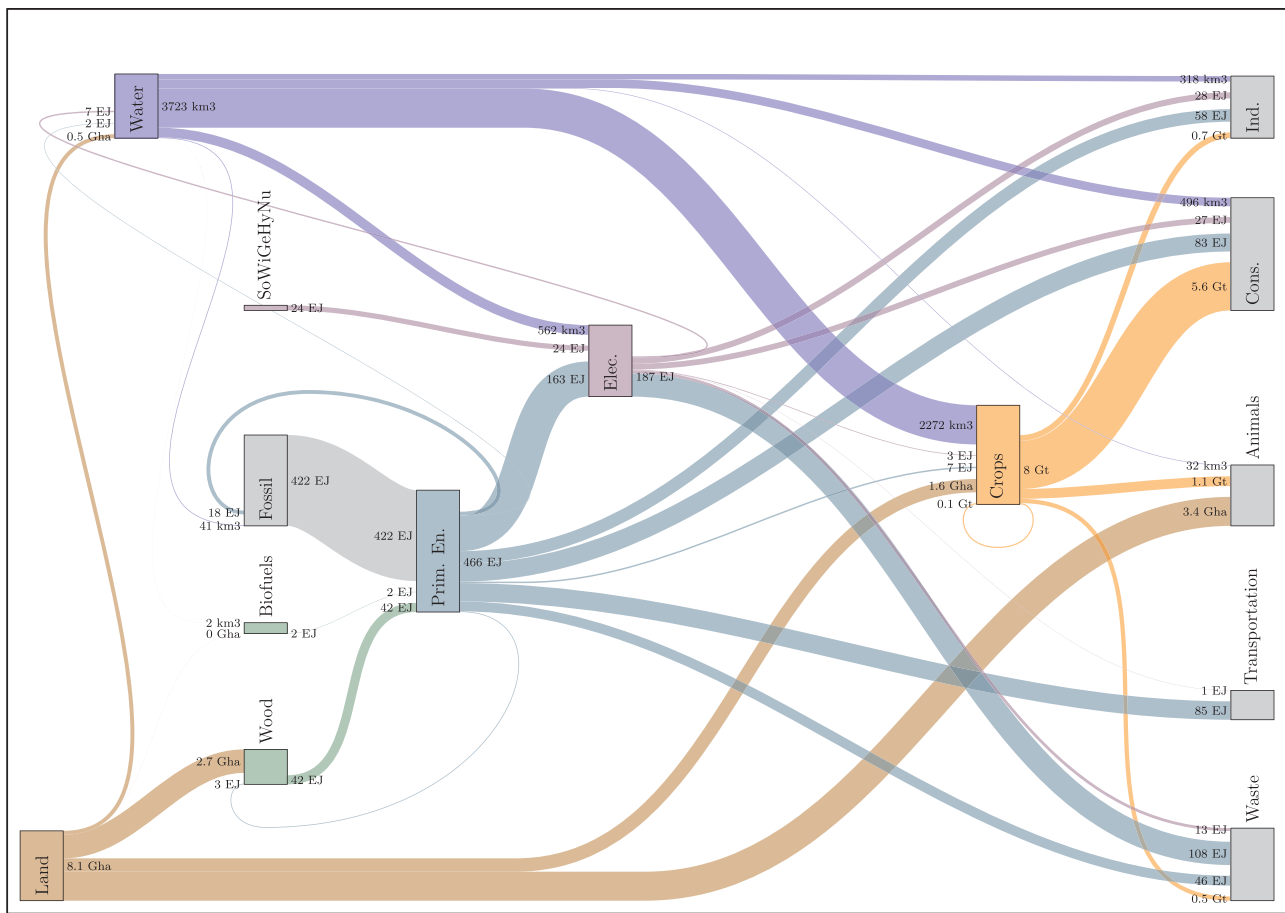 Water
7 EJ
2 EJ
0.5 Gha
3723 km3
SoWiGeHyNu
24 EJ
Fossil
422 EJ
18 EJ
41 km3
Biofuels
2 km3
0 Gha
2 EJ
Wood
2.7 Gha
3 EJ
42 EJ
Land
8.1 Gha
Prim. En.
422 EJ
2 EJ
42 EJ
466 EJ
Elec.
562 km3
24 EJ
163 EJ
187 EJ
Crops
2272 km3
3 EJ
7 EJ
1.6 Gha
0.1 Gt
8 Gt
Ind.
318 km3
28 EJ
58 EJ
0.7 Gt
Cons.
496 km3
27 EJ
83 EJ
5.6 Gt
Animals
32 km3
1.1 Gt
3.4 Gha
Transportation
1 EJ
85 EJ
Waste
13 EJ
108 EJ
46 EJ
0.5 Gt